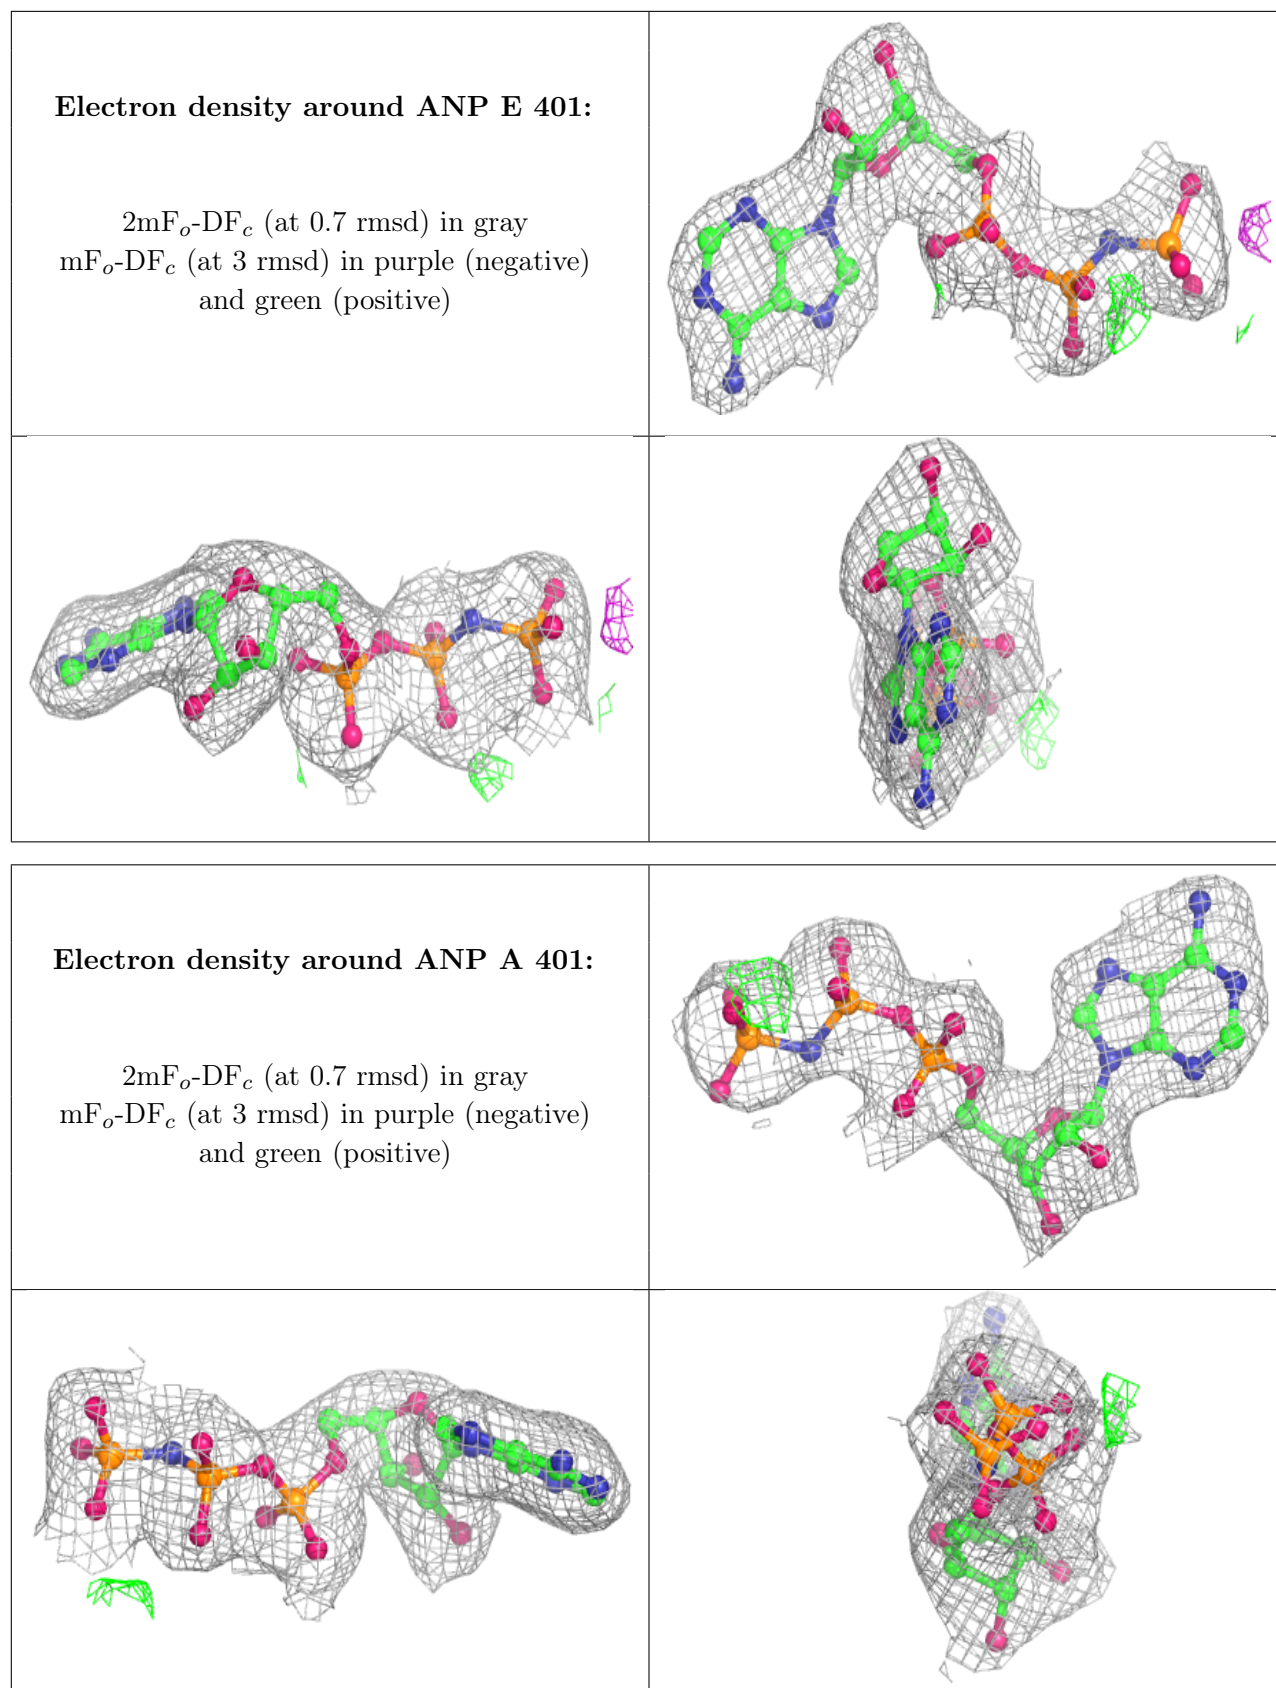 Electron density around ANP E 401:
2mFo-DFc (at 0.7 rmsd) in gray
mFo-DFc (at 3 rmsd) in purple (negative)
and green (positive)
Electron density around ANP A 401:
2mFo-DFc (at 0.7 rmsd) in gray
mFo-DFc (at 3 rmsd) in purple (negative)
and green (positive)